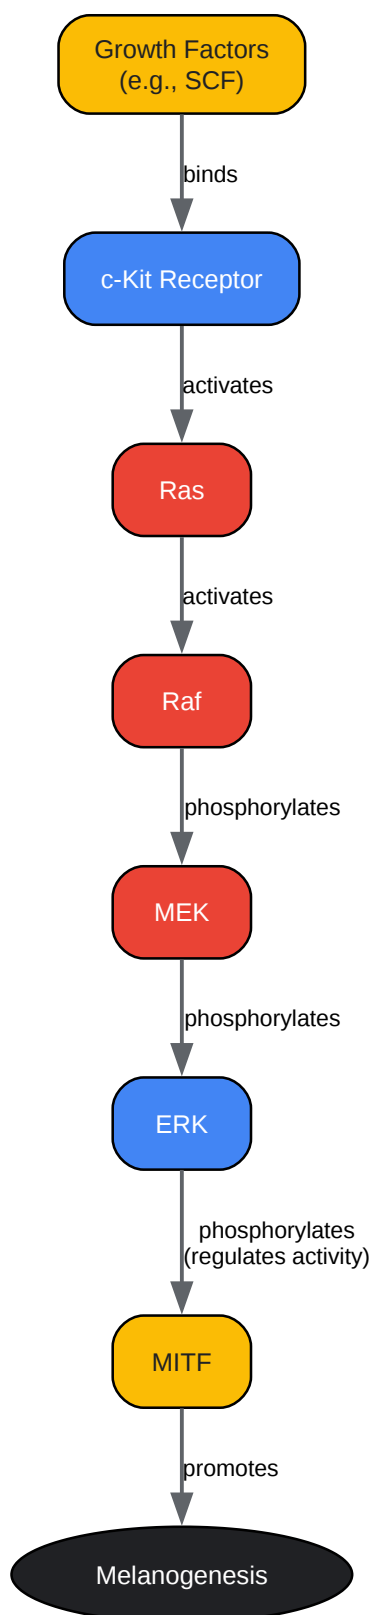 Growth Factors
(e.g., SCF)
binds
c-Kit Receptor
activates
Ras
activates
Raf
phosphorylates
MEK
phosphorylates
ERK
phosphorylates
(regulates activity)
MITF
promotes
Melanogenesis